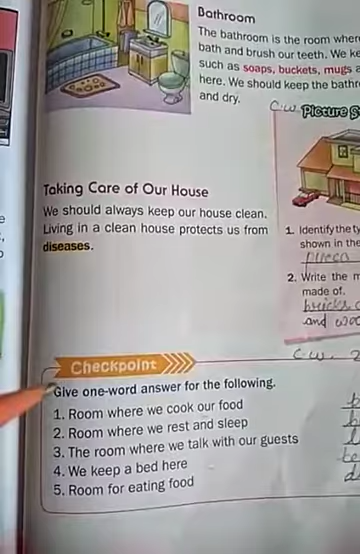 Bathroom
The bathroom is the room where
bath and brush our teeth. We ke
such as soaps, buckets, mugs a
here. We should keep the bathr
and dry.
C.W. Picture S
Taking Care of Our House
We should always keep our house clean.
Living in a clean house protects us from
diseases.
1. Identify the ty
shown in the
pucca
2. Write the m
made of.
bricks
and woo
C.W. 2
Checkpoint
Give one-word answer for the following.
1. Room where we cook our food
2. Room where we rest and sleep
3. The room where we talk with our guests
4. We keep a bed here
5. Room for eating food